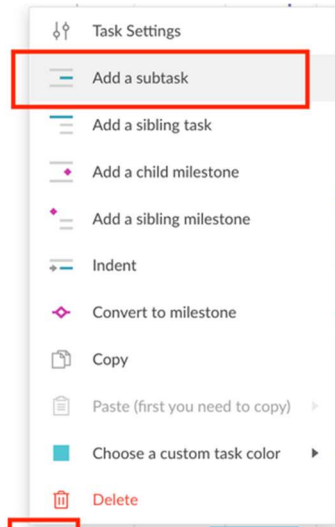 Task Settings
Add a subtask
Add a sibling task
Add a child milestone
Add a sibling milestone
Indent
Convert to milestone
Copy
Paste (first you need to copy)
Choose a custom task color
Delete